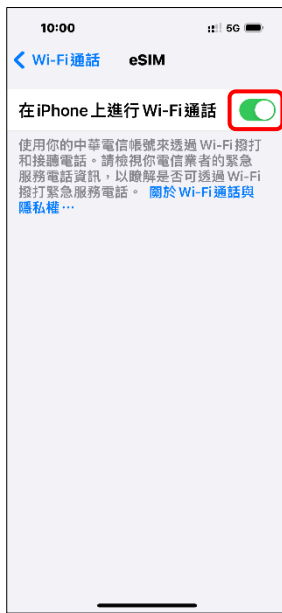 10:00
5G
Wi-Fi通話
eSIM
在iPhone上進行Wi-Fi通話
使用你的中華電信帳號來透過 Wi-Fi撥打
和接聽電話。請檢視你電信業者的緊急
服務電話資訊，以瞭解是否可透過Wi-Fi
撥打緊急服務電話。 關於Wi-Fi通話與
隱私權⋯